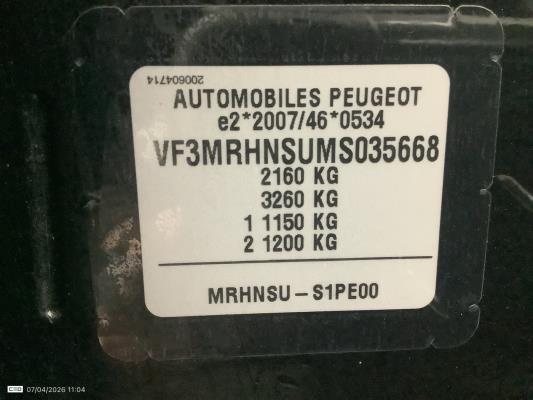 200604714
AUTOMOBILES PEUGEOT
e2*2007/46*0534
VF3MRHNSUMS035668
2160 KG
3260 KG
1 1150 KG
2 1200 KG
MRHNSU-S1PE00
07/04/2026 11:04